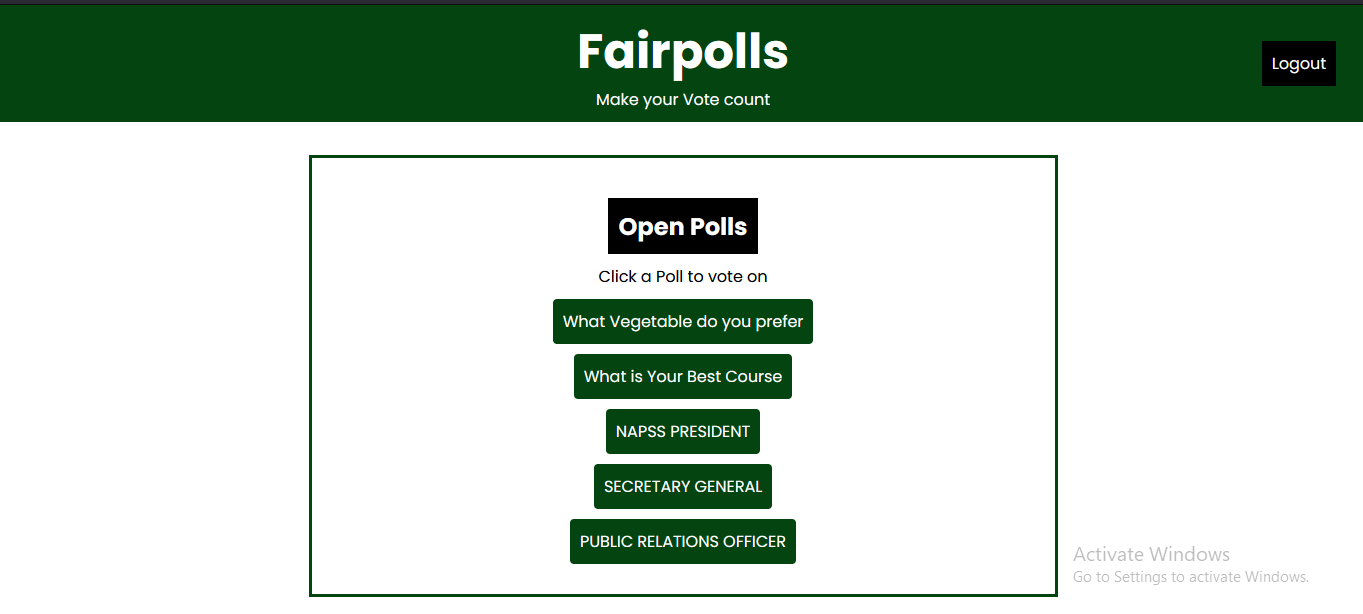 Fairpolls
Make your Vote count
Logout
Open Polls
Click a Poll to vote on
What Vegetable do you prefer
What is Your Best Course
NAPSS PRESIDENT
SECRETARY GENERAL
PUBLIC RELATIONS OFFICER
Activate Windows
Go to Settings to activate Windows.